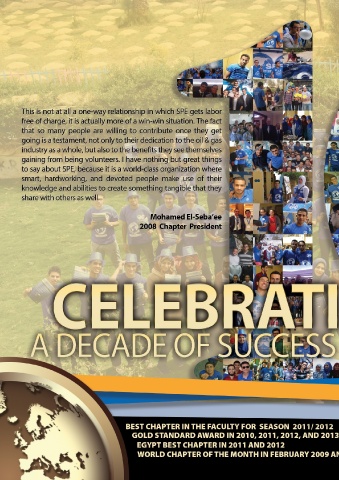 This is not at all a one-way relationship in which SPE gets labor
free of charge, it is actually more of a win-win situation. The fact
that so many people are willing to contribute once they get
going is a testament, not only to their dedication to the oil & gas
industry as a whole, but also to the benefits they see themselves
gaining from being volunteers. I have nothing but great things
to say about SPE, because it is a world-class organization where
smart, hardworking, and devoted people make use of their
knowledge and abilities to create something tangible that they
share with others as well.
Mohamed El-Seba'ee
2008 Chapter President
CELEBRATI
A DECADE OF SUCCESS
BEST CHAPTER IN THE FACULTY FOR SEASON 2011/ 2012
GOLD STANDARD AWARD IN 2010, 2011, 2012, AND 2013
EGYPT BEST CHAPTER IN 2011 AND 2012
WORLD CHAPTER OF THE MONTH IN FEBRUARY 2009 AN